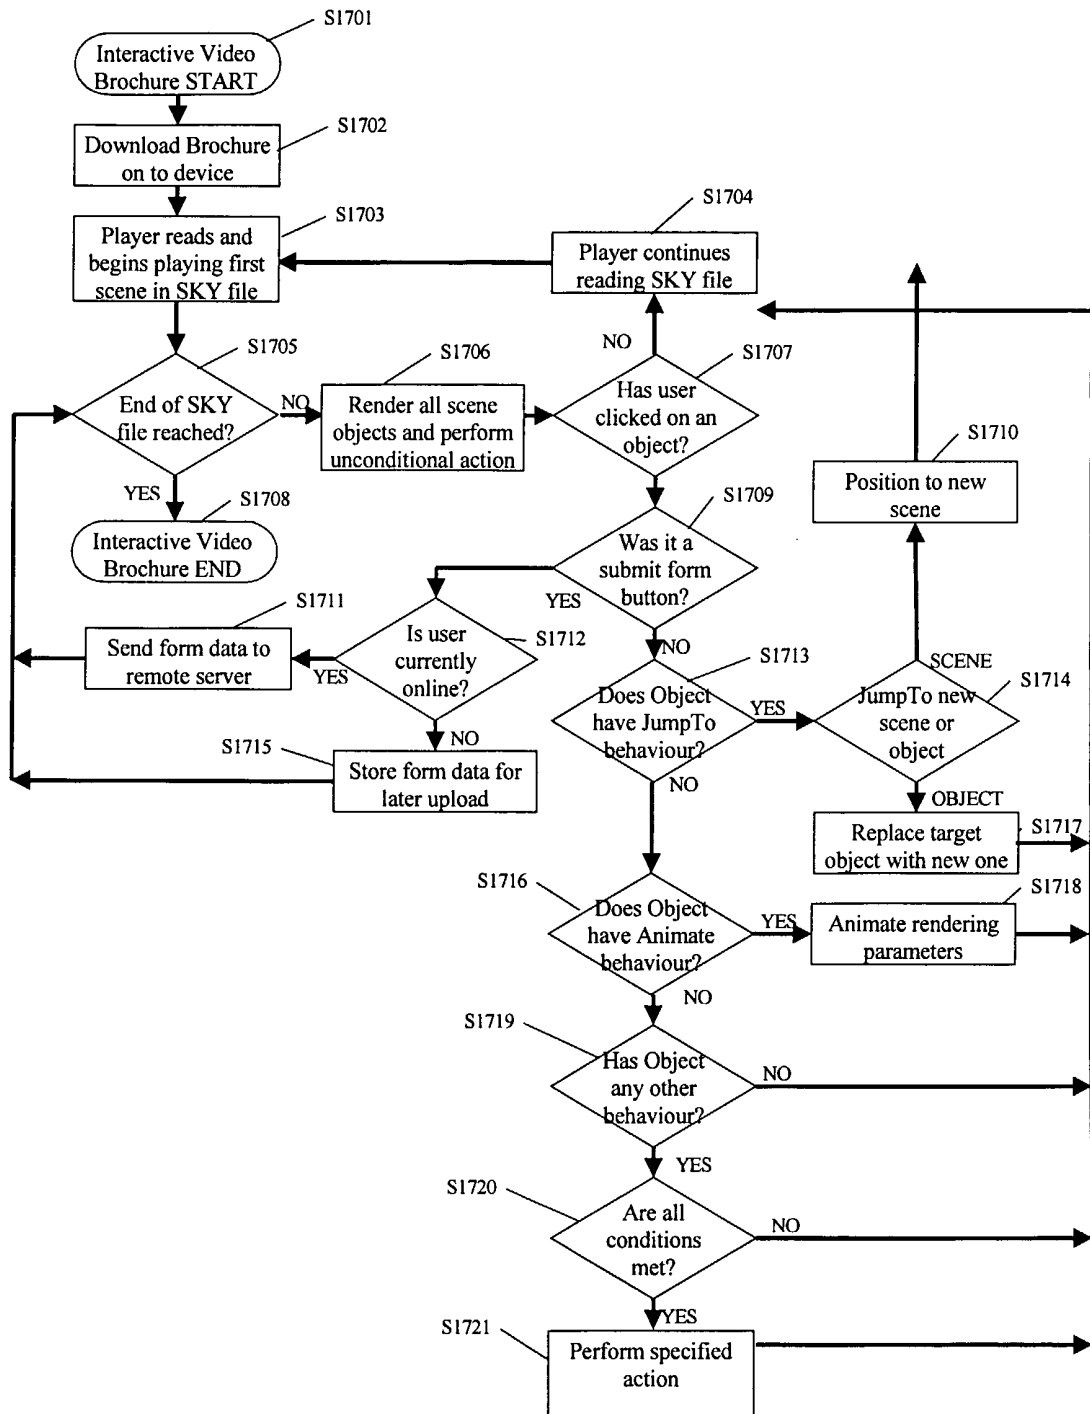 S1701
Interactive Video
Brochure START
S1702
Download Brochure
on to device
S1703
Player reads and
begins playing first
scene in SKY file
S1704
Player continues
reading SKY file
S1705
End of SKY
file reached?
NO
YES
S1706
Render all scene
objects and perform
unconditional action
NO
S1707
Has user
clicked on an
object?
S1708
Interactive Video
Brochure END
S1709
Was it a
submit form
button?
YES
NO
S1710
Position to new
scene
S1711
Send form data to
remote server
S1712
Is user
currently
online?
YES
NO
S1713
Does Object
have JumpTo
behaviour?
YES
NO
SCENE
S1714
JumpTo new
scene or
object
OBJECT
S1715
Store form data for
later upload
S1717
Replace target
object with new one
S1716
Does Object
have Animate
behaviour?
YES
NO
S1718
Animate rendering
parameters
S1719
Has Object
any other
behaviour?
NO
YES
S1720
Are all
conditions
met?
NO
YES
S1721
Perform specified
action